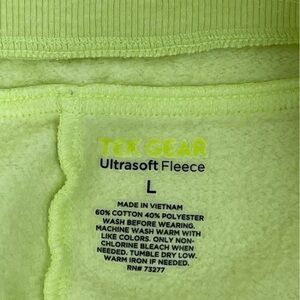 TEK GEAR
Ultrasoft Fleece
L
MADE IN VIETNAM
60% COTTON 40% POLYESTER
WASH BEFORE WEARING.
MACHINE WASH WARM WITH
LIKE COLORS. ONLY NON-
CHLORINE BLEACH WHEN
NEEDED. TUMBLE DRY LOW.
WARM IRON IF NEEDED.
RN# 73277